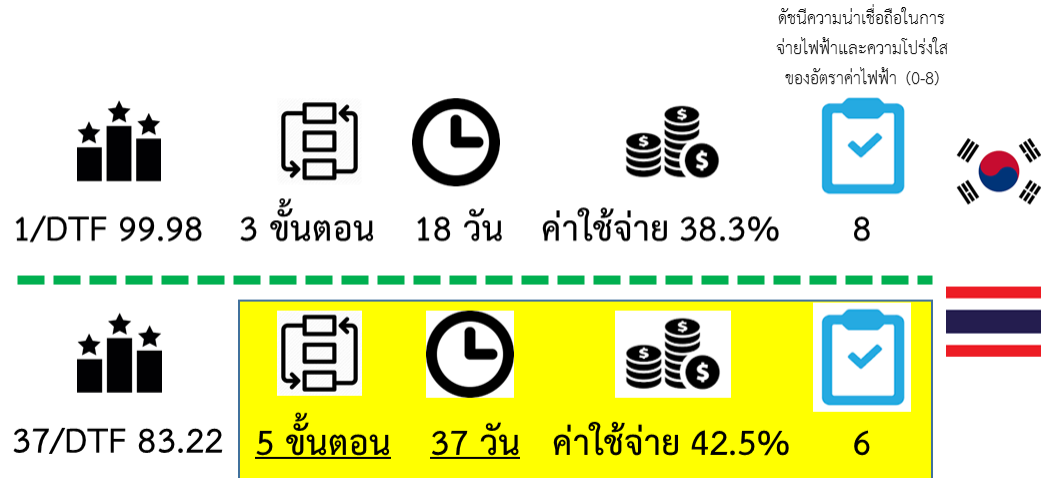 ดัชนีความน่าเชื่อถือในการ
จ่ายไฟฟ้าและความโปร่งใส
ของอัตราค่าไฟฟ้า (0-8)
1/DTF 99.98 3 ขั้นตอน 18 วัน ค่าใช้จ่าย 38.3% 8
37/DTF 83.22 5 ขั้นตอน 37 วัน ค่าใช้จ่าย 42.5% 6